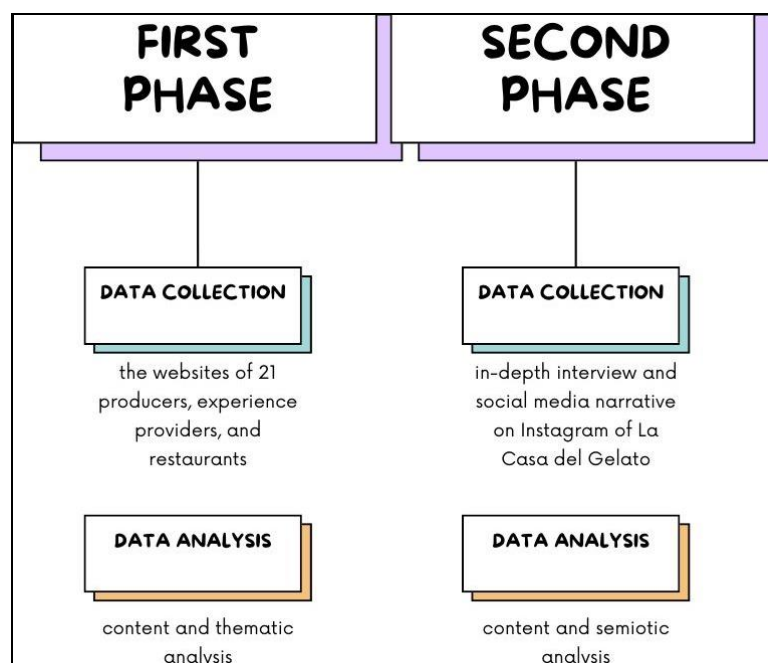 FIRST
PHASE
SECOND
PHASE
DATA COLLECTION
the websites of 21
producers, experience
providers, and
restaurants
DATA COLLECTION
in-depth interview and
social media narrative
on Instagram of La
Casa del Gelato
DATA ANALYSIS
content and thematic
analysis
DATA ANALYSIS
content and semiotic
analysis